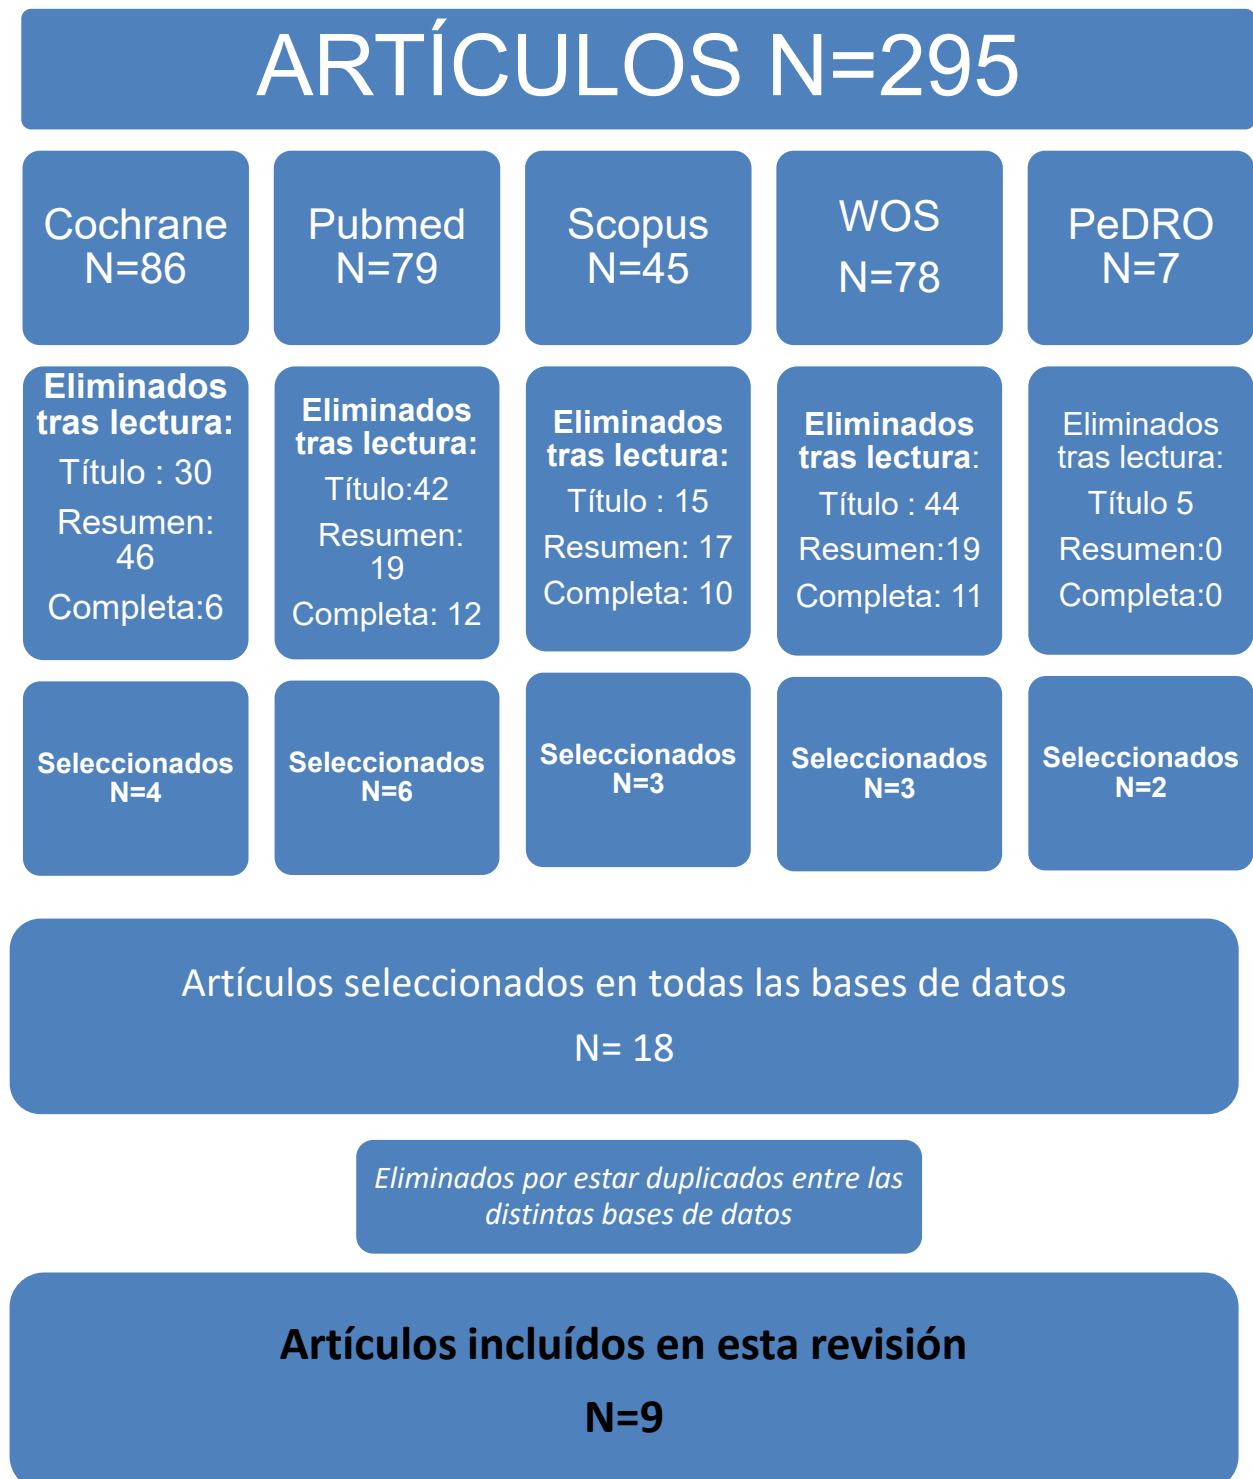 ARTÍCULOS N=295
Cochrane
N=86
Pubmed
N=79
Scopus
N=45
WOS
N=78
PeDRO
N=7
Eliminados
tras lectura:
Título : 30
Resumen:
46
Completa:6
Eliminados
tras lectura:
Título:42
Resumen:
19
Completa: 12
Eliminados
tras lectura:
Título : 15
Resumen: 17
Completa: 10
Eliminados
tras lectura:
Título : 44
Resumen:19
Completa: 11
Eliminados
tras lectura:
Título 5
Resumen:0
Completa:0
Seleccionados
N=4
Seleccionados
N=6
Seleccionados
N=3
Seleccionados
N=3
Seleccionados
N=2
Artículos seleccionados en todas las bases de datos
N= 18
Eliminados por estar duplicados entre las
distintas bases de datos
Artículos incluídos en esta revisión
N=9